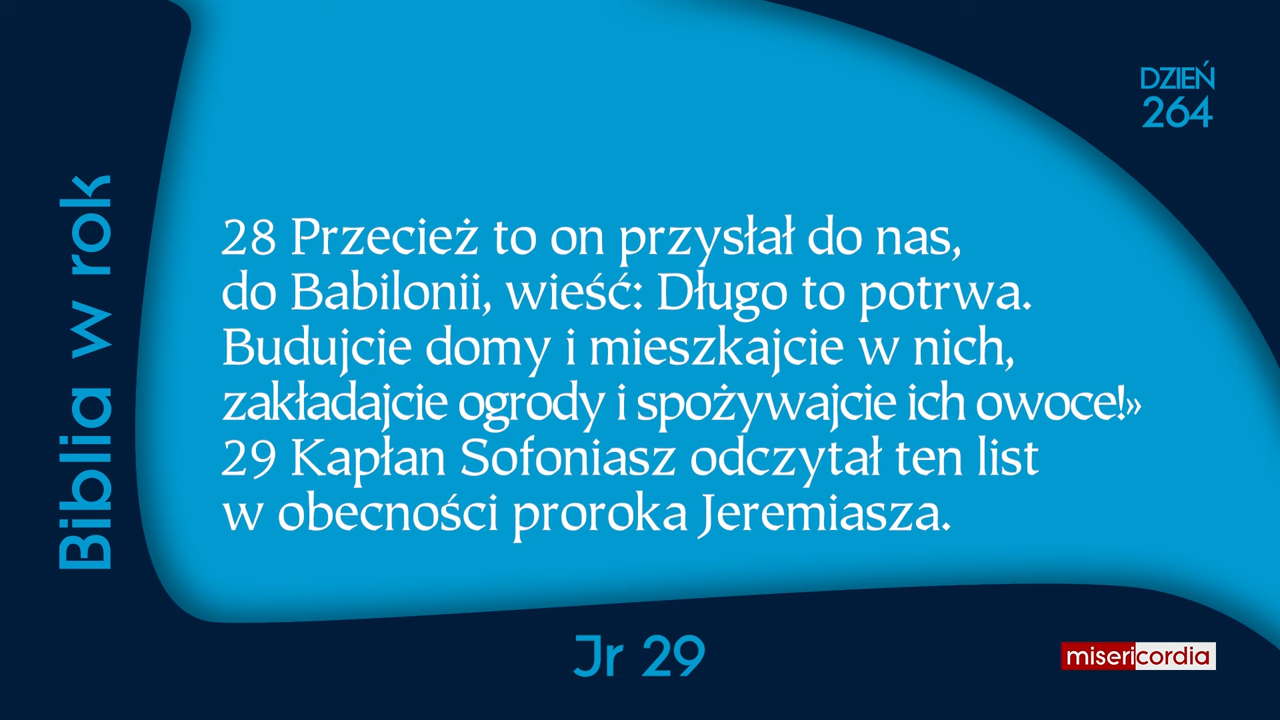 DZIEŃ
264
Biblia w rok
28 Przecież to on przysłał do nas,
do Babilonii, wieść: Długo to potrwa.
Budujcie domy i mieszkajcie w nich,
zakładajcie ogrody i spożywajcie ich owoce!»
29 Kapłan Sofoniasz odczytał ten list
w obecności proroka Jeremiasza.
Jr 29
misericordia